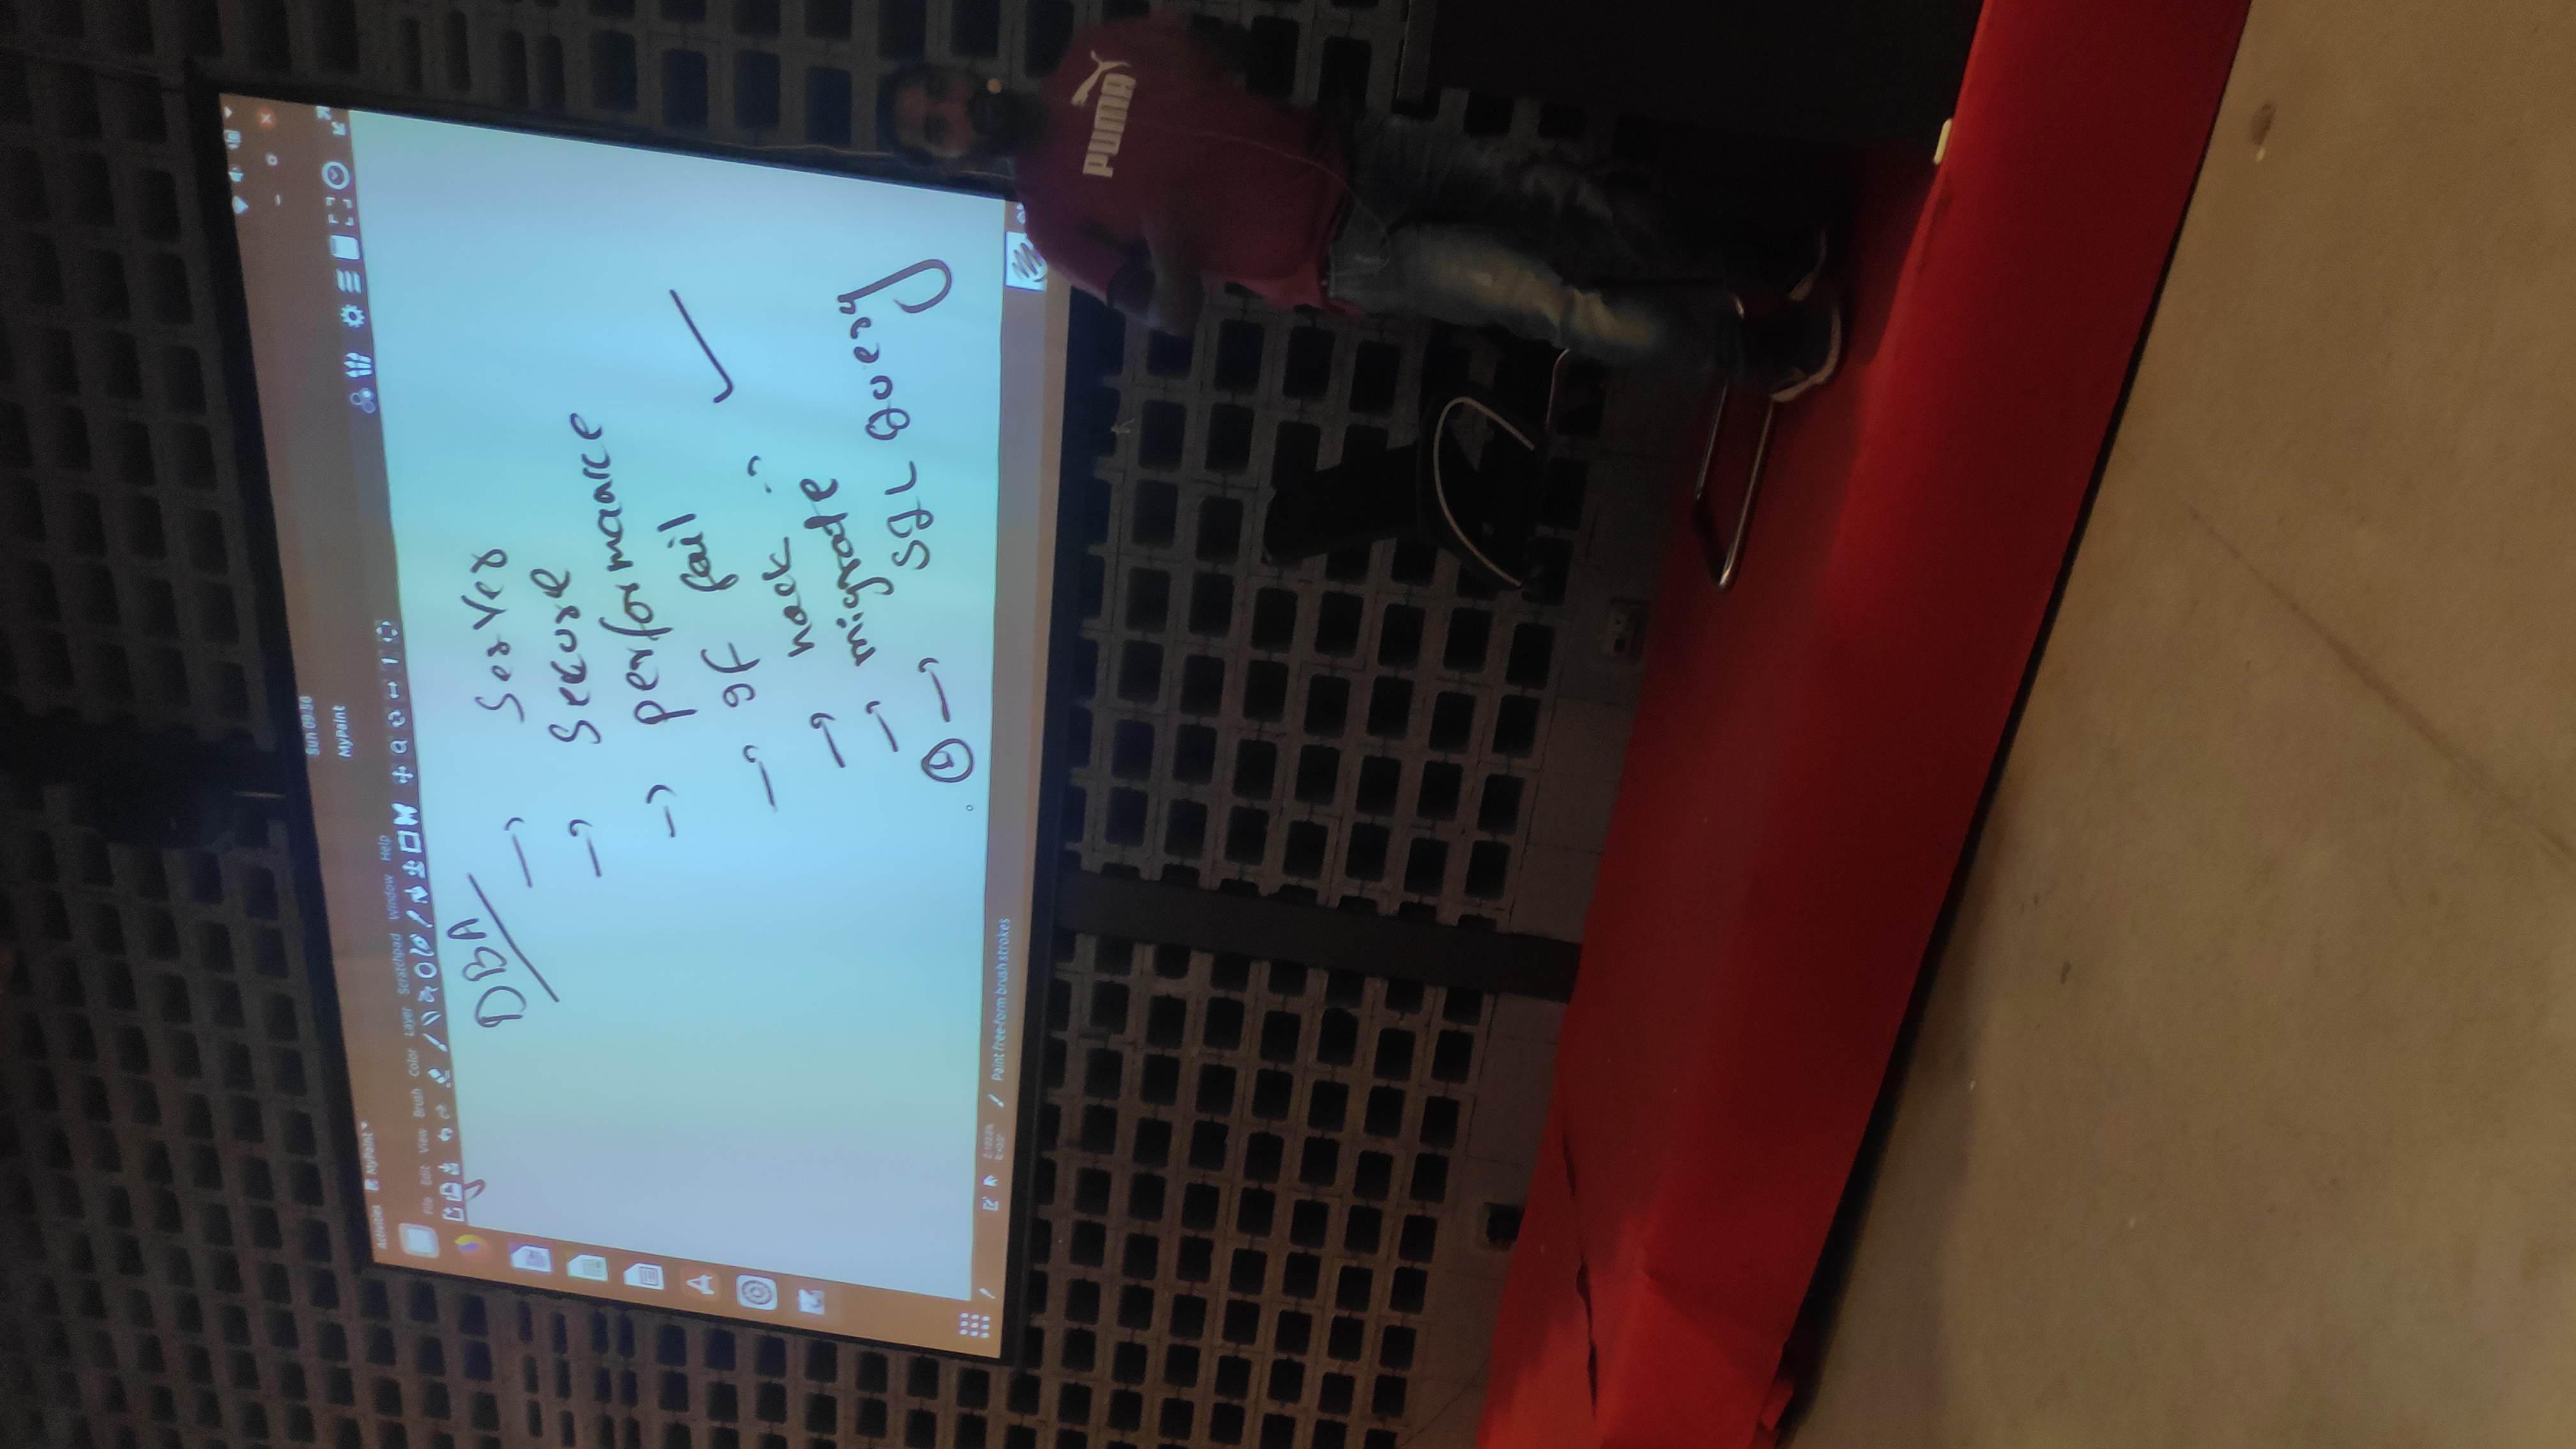 Sun 09:56
Activities MyPaint
MyPaint
File Edit View Brush Color Layer Scratchpad Window Help
DBA
→ Server
→ Secure
→ performance
→ If fail
→ hack →
→ migrate
→ SQL Query
Paint free-form brush strokes
PUMA